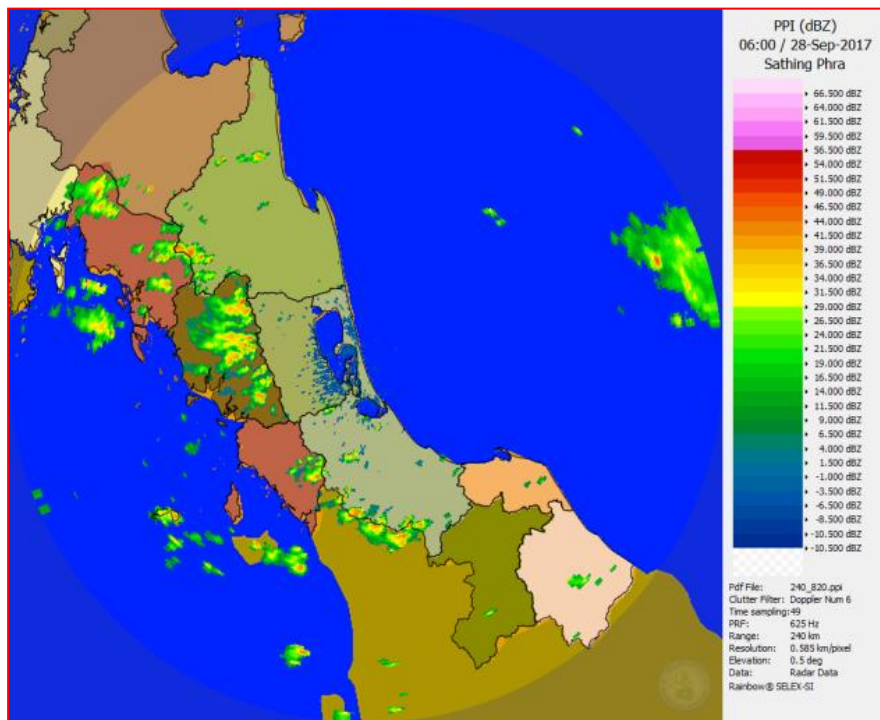 PPI (dBZ)
06:00 / 28-Sep-2017
Sathing Phra
66.500 dBZ
64.000 dBZ
61.500 dBZ
59.500 dBZ
56.500 dBZ
54.000 dBZ
51.500 dBZ
49.000 dBZ
46.500 dBZ
44.000 dBZ
41.500 dBZ
39.000 dBZ
36.500 dBZ
34.000 dBZ
31.500 dBZ
29.000 dBZ
26.500 dBZ
24.000 dBZ
21.500 dBZ
19.000 dBZ
16.500 dBZ
14.000 dBZ
11.500 dBZ
9.000 dBZ
6.500 dBZ
4.000 dBZ
1.500 dBZ
-1.000 dBZ
-3.500 dBZ
-6.500 dBZ
-8.500 dBZ
-10.500 dBZ
-10.500 dBZ
Pdf File: 240_820.ppi
Clutter Filter: Doppler Num 6
Time sampling:49
PRF: 625 Hz
Range: 240 km
Resolution: 0.585 km/pixel
Elevation: 0.5 deg
Data: Radar Data
Rainbow® SELEX-SI